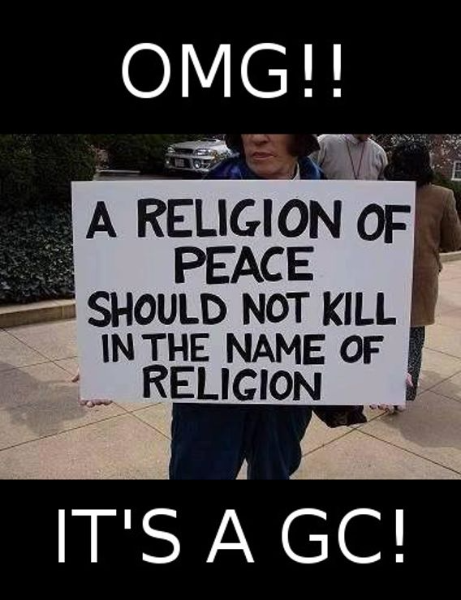 OMG!!
A RELIGION OF
PEACE
SHOULD NOT KILL
IN THE NAME OF
RELIGION
IT'S A GC!